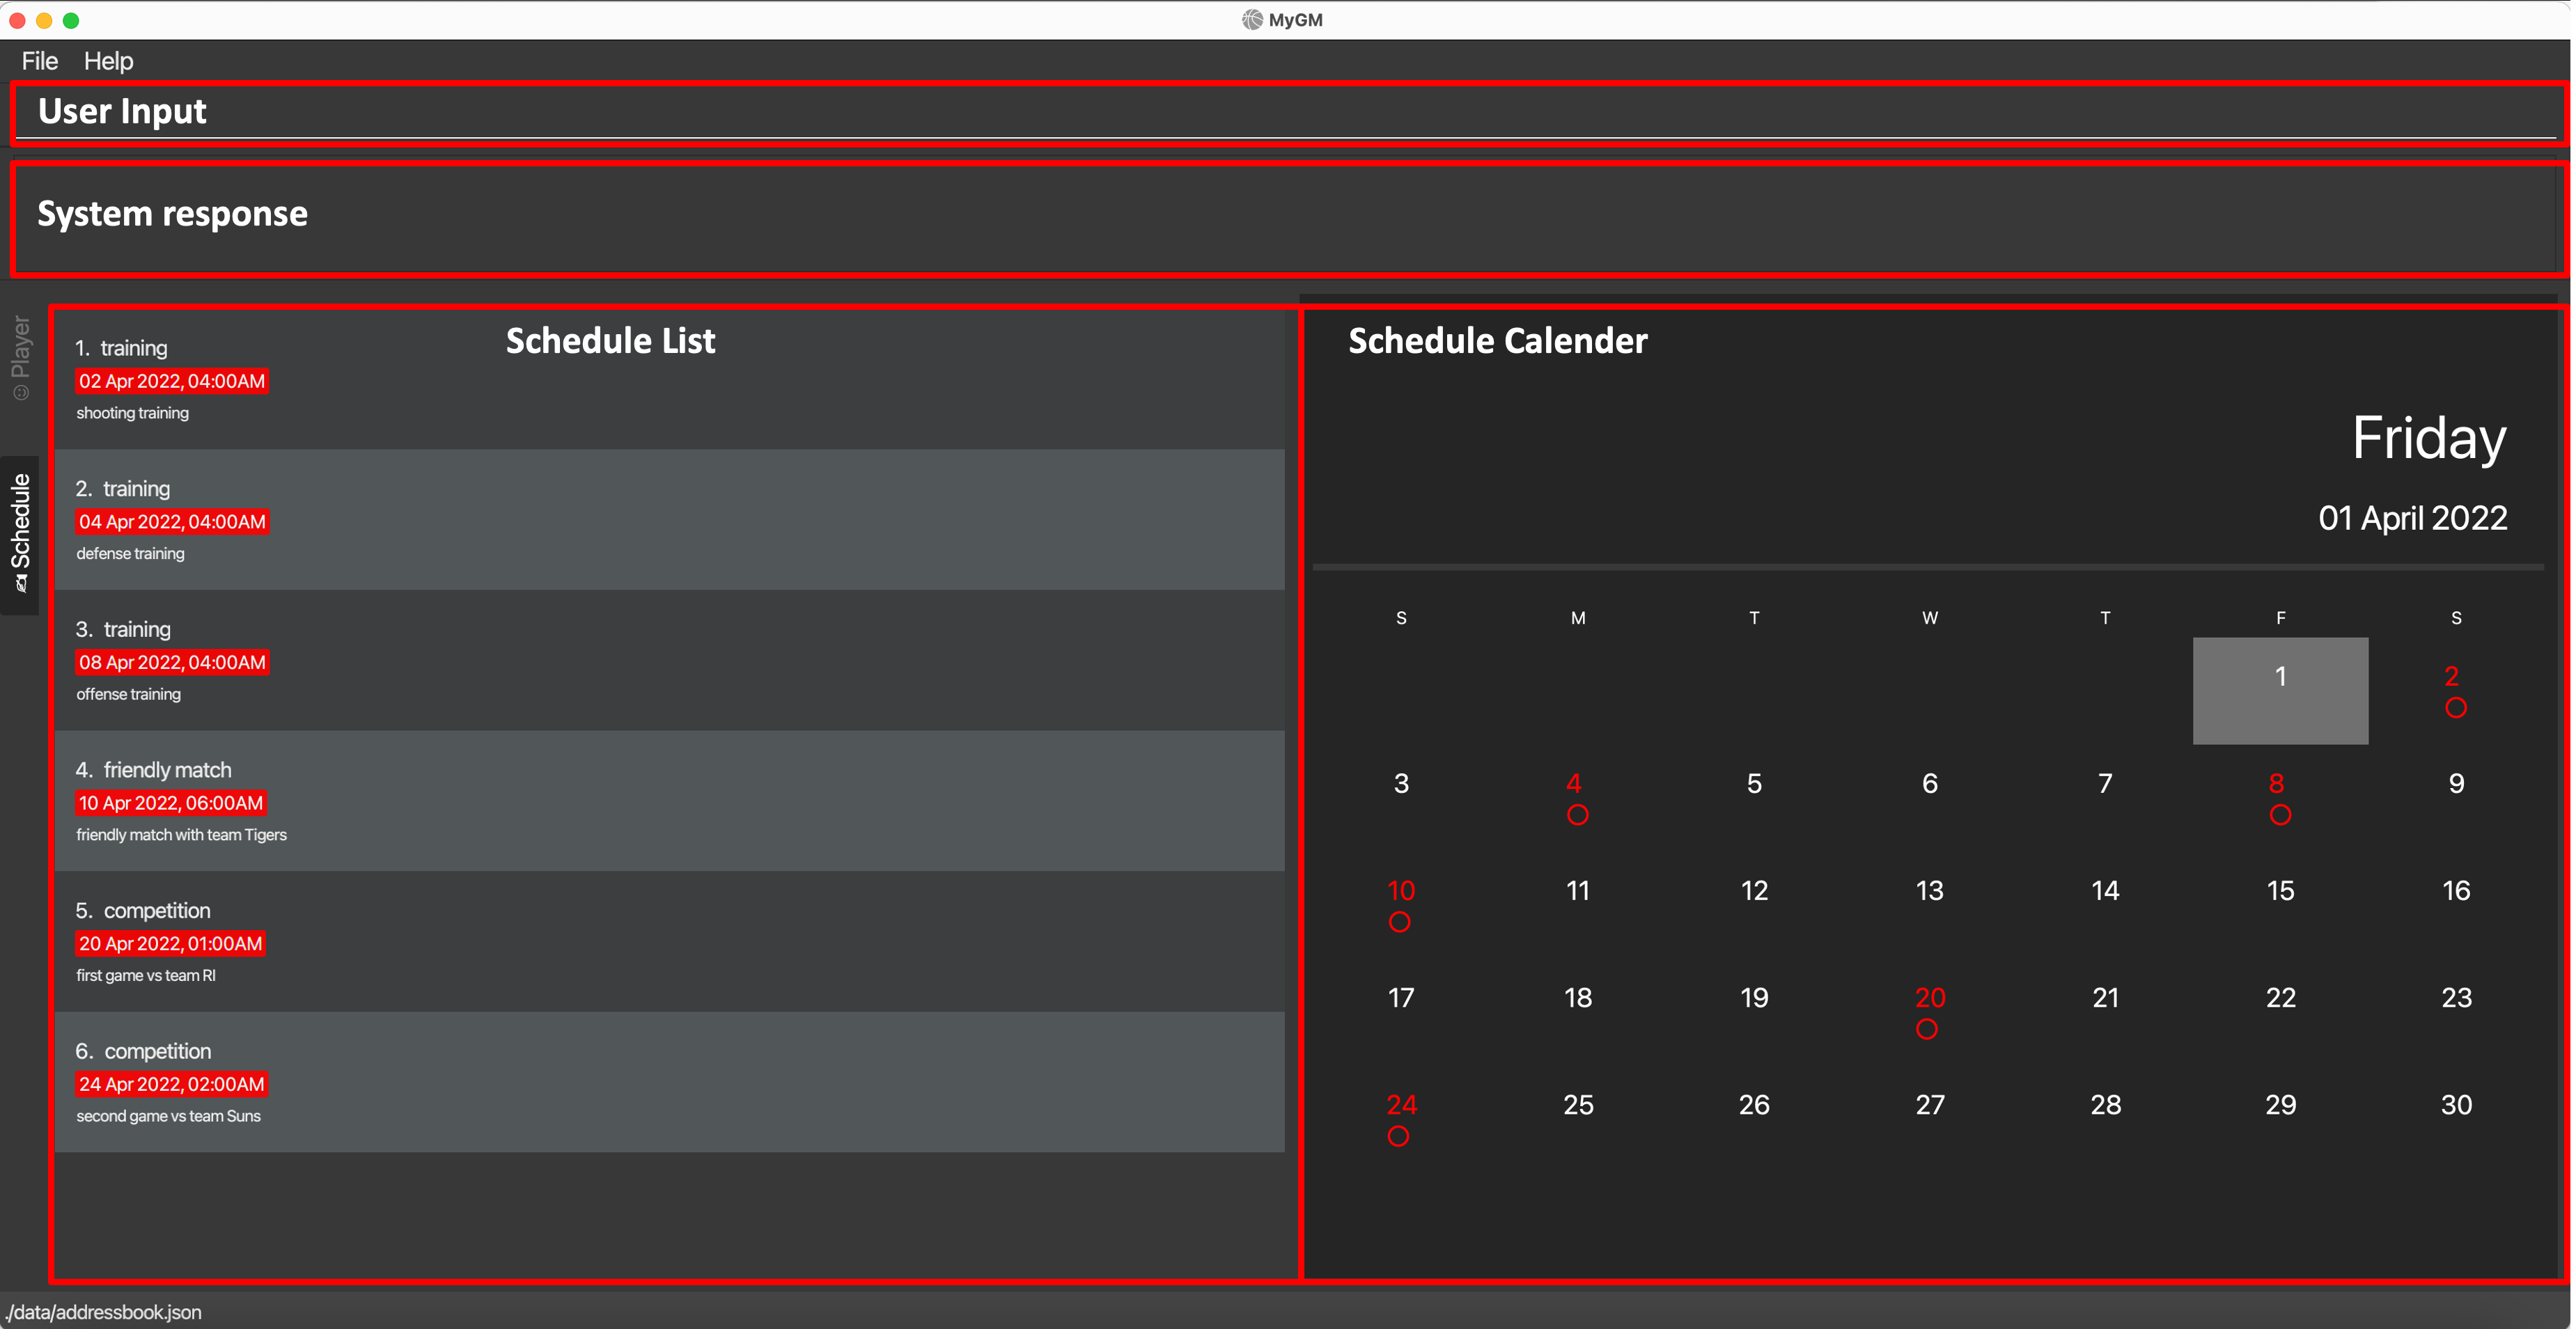 MyGM
File Help
User Input
System response
Player
Schedule
Schedule List
1. training
02 Apr 2022, 04:00AM
shooting training
2. training
04 Apr 2022, 04:00AM
defense training
3. training
08 Apr 2022, 04:00AM
offense training
4. friendly match
10 Apr 2022, 06:00AM
friendly match with team Tigers
5. competition
20 Apr 2022, 01:00AM
first game vs team RI
6. competition
24 Apr 2022, 02:00AM
second game vs team Suns
Schedule Calender
Friday
01 April 2022
S M T W T F S
1 2
3 4 5 6 7 8 9
10 11 12 13 14 15 16
17 18 19 20 21 22 23
24 25 26 27 28 29 30
./data/addressbook.json